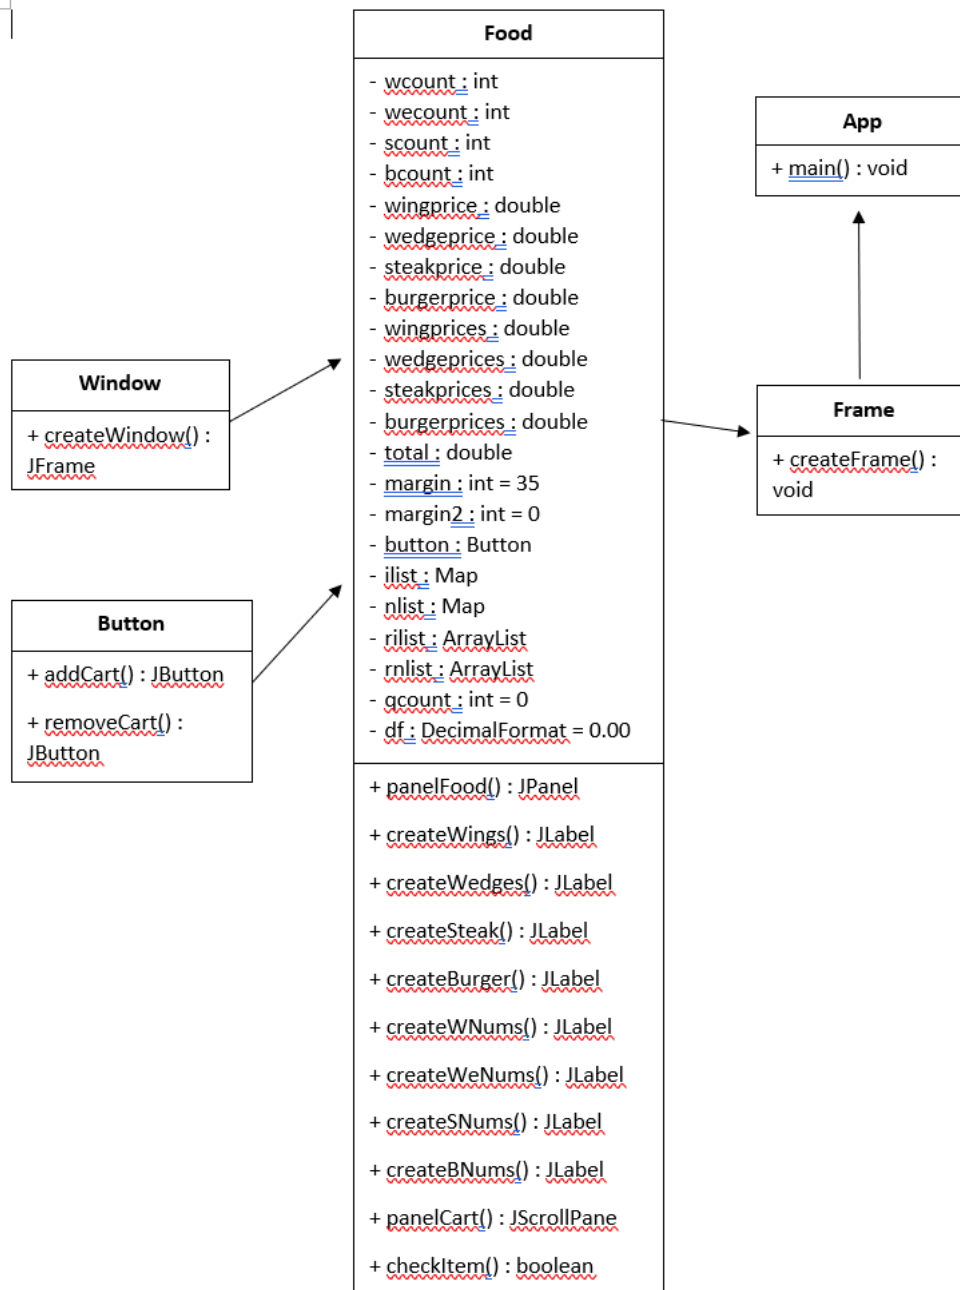 Food
- wcount : int
- wecount : int
- scount : int
- bcount : int
- wingprice : double
- wedgeprice : double
- steakprice : double
- burgerprice : double
- wingprices : double
- wedgeprices : double
- steakprices : double
- burgerprices : double
- total : double
- margin : int = 35
- margin2 : int = 0
- button : Button
- ilist : Map
- nlist : Map
- rilist : ArrayList
- rnlist : ArrayList
- qcount : int = 0
- df : DecimalFormat = 0.00
+ panelFood() : JPanel
+ createWings() : JLabel
+ createWedges() : JLabel
+ createSteak() : JLabel
+ createBurger() : JLabel
+ createWNums() : JLabel
+ createWeNums() : JLabel
+ createSNums() : JLabel
+ createBNums() : JLabel
+ panelCart() : JScrollPane
+ checkItem() : boolean
Window
+ createWindow() :
JFrame
Button
+ addCart() : JButton
+ removeCart() :
JButton
App
+ main() : void
Frame
+ createFrame() :
void